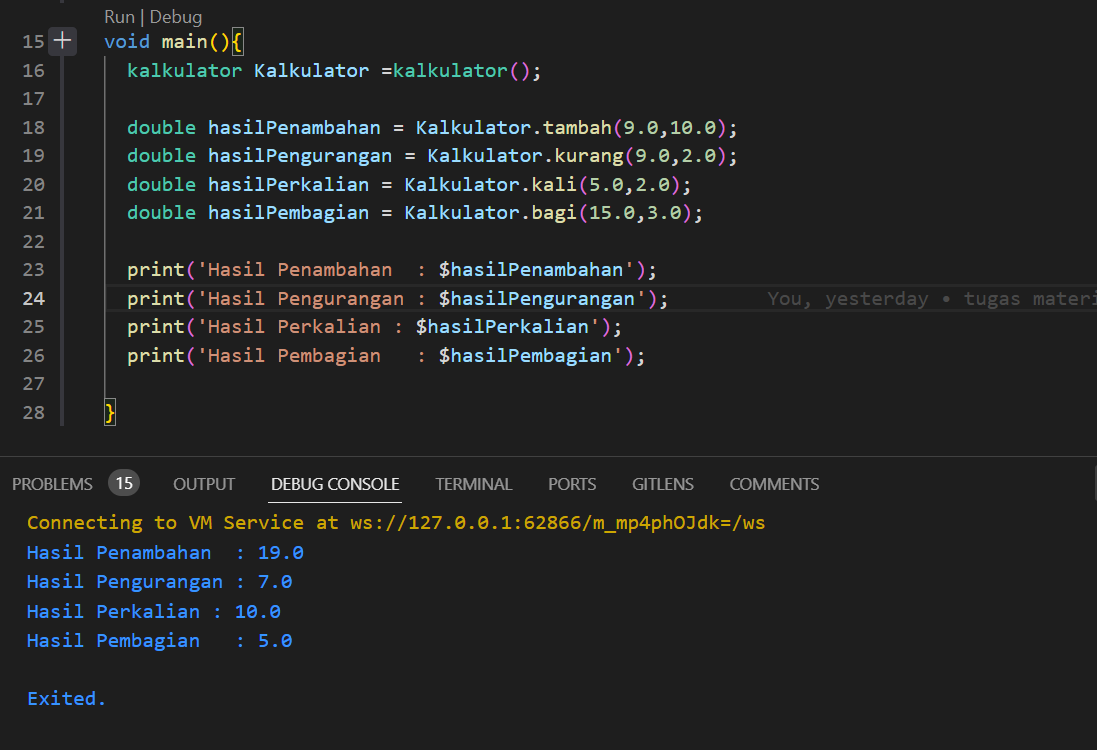 Run | Debug
15 void main(){
16   kalkulator Kalkulator =kalkulator();
17
18   double hasilPenambahan = Kalkulator.tambah(9.0,10.0);
19   double hasilPengurangan = Kalkulator.kurang(9.0,2.0);
20   double hasilPerkalian = Kalkulator.kali(5.0,2.0);
21   double hasilPembagian = Kalkulator.bagi(15.0,3.0);
22
23   print('Hasil Penambahan  : $hasilPenambahan');
24   print('Hasil Pengurangan : $hasilPengurangan');        You, yesterday • tugas materi
25   print('Hasil Perkalian : $hasilPerkalian');
26   print('Hasil Pembagian   : $hasilPembagian');
27
28 }
PROBLEMS 15 OUTPUT DEBUG CONSOLE TERMINAL PORTS GITLENS COMMENTS
Connecting to VM Service at ws://127.0.0.1:62866/m_mp4phOJdk=/ws
Hasil Penambahan  : 19.0
Hasil Pengurangan : 7.0
Hasil Perkalian : 10.0
Hasil Pembagian   : 5.0
Exited.